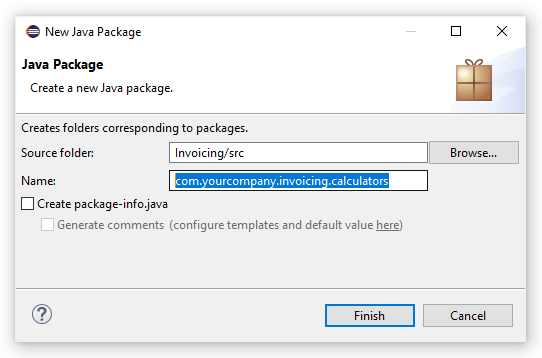 New Java Package
Java Package
Create a new Java package.
Creates folders corresponding to packages.
Source folder: Invoicing/src Browse...
Name: com.yourcompany.invoicing.calculators
Create package-info.java
Generate comments (configure templates and default value here)
? Finish Cancel